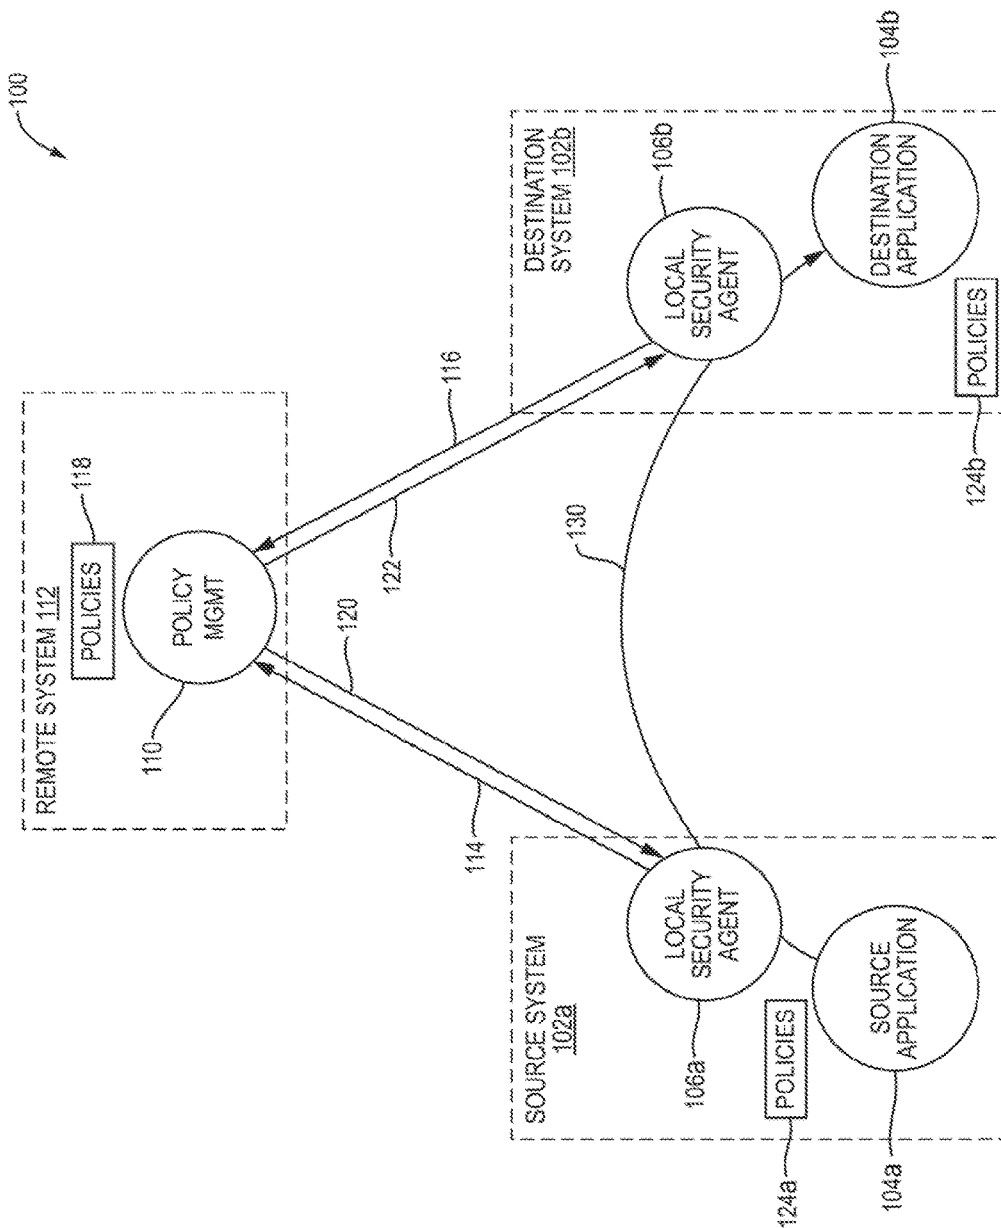 100
REMOTE SYSTEM 112
POLICIES
118
POLICY
MGMT
110
114
120
122
116
130
SOURCE SYSTEM
102a
LOCAL
SECURITY
AGENT
106a
POLICIES
124a
SOURCE
APPLICATION
104a
DESTINATION
SYSTEM 102b
LOCAL
SECURITY
AGENT
106b
DESTINATION
APPLICATION
104b
POLICIES
124b